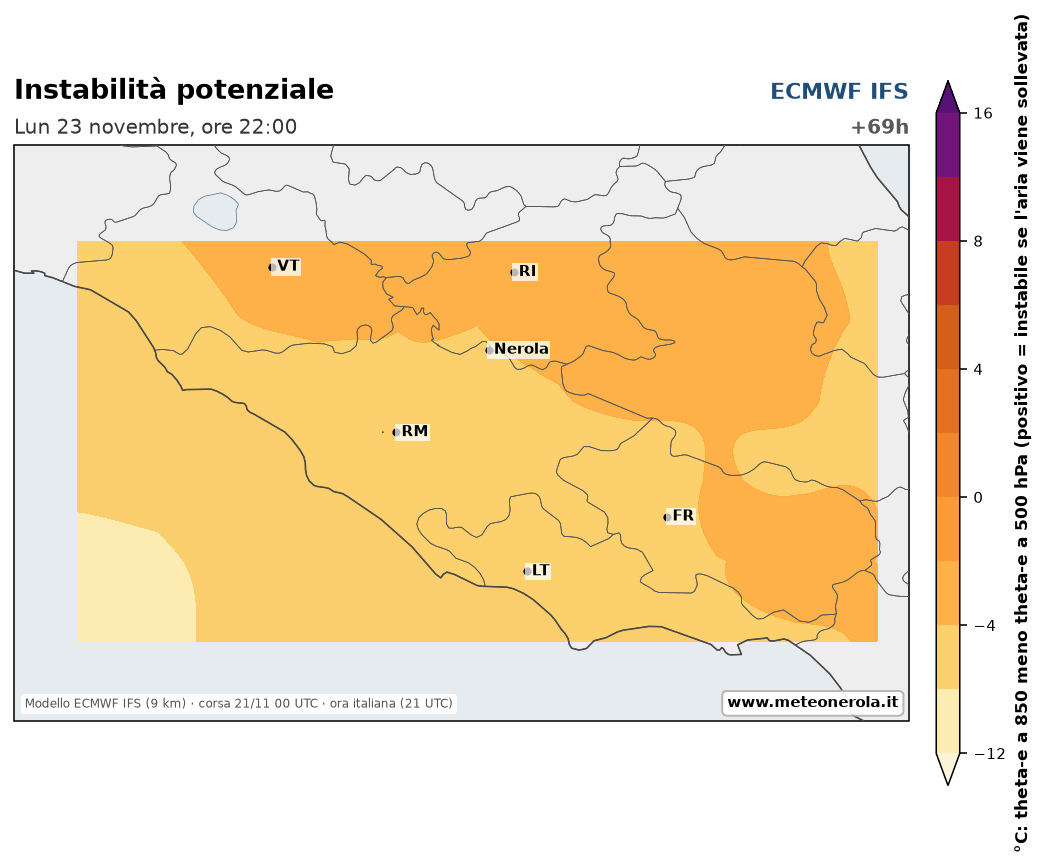 Instabilità potenziale
ECMWF IFS
Lun 23 novembre, ore 22:00
+69h
VT
RI
Nerola
RM
FR
LT
Modello ECMWF IFS (9 km) · corsa 21/11 00 UTC · ora italiana (21 UTC)
www.meteonerola.it
16
8
4
0
−4
−12
°C: theta-e a 850 meno theta-e a 500 hPa (positivo = instabile se l'aria viene sollevata)